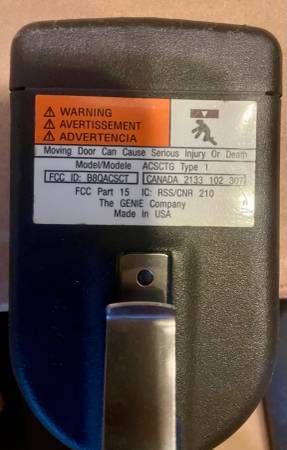 WARNING
AVERTISSEMENT
ADVERTENCIA
Moving Door Can Cause Serious Injury Or Death
Model/Modele ACSCTG Type 1
FCC ID: B8QACSCT CANADA 2133 102 307
FCC Part 15 IC: RSS/CNR 210
The GENIE Company
Made in USA